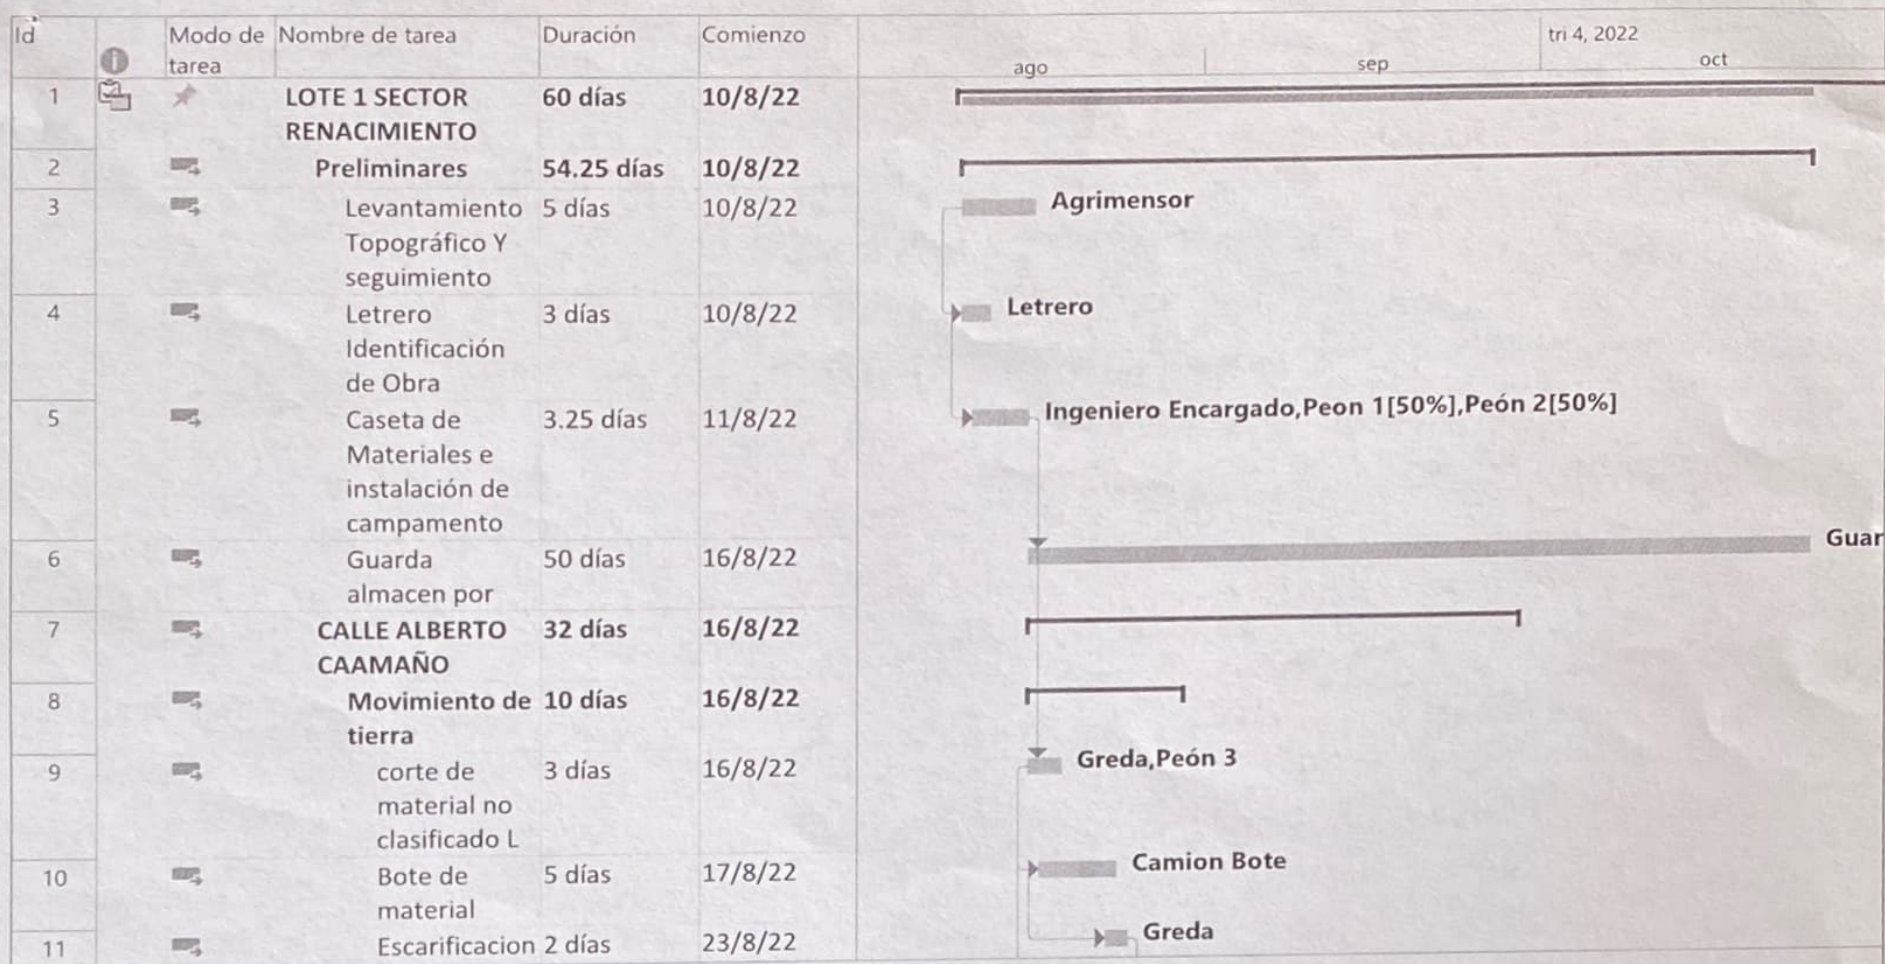 Id
Modo de tarea
Nombre de tarea
Duración
Comienzo
tri 4, 2022
ago
sep
oct
1
LOTE 1 SECTOR
RENACIMIENTO
60 días
10/8/22
2
Preliminares
54.25 días
10/8/22
3
Levantamiento
Topográfico Y
seguimiento
5 días
10/8/22
Agrimensor
4
Letrero
Identificación
de Obra
3 días
10/8/22
Letrero
5
Caseta de
Materiales e
instalación de
campamento
3.25 días
11/8/22
Ingeniero Encargado,Peon 1[50%],Peón 2[50%]
6
Guarda
almacen por
50 días
16/8/22
Guar
7
CALLE ALBERTO
CAAMAÑO
32 días
16/8/22
8
Movimiento de
tierra
10 días
16/8/22
9
corte de
material no
clasificado L
3 días
16/8/22
Greda,Peón 3
10
Bote de
material
5 días
17/8/22
Camion Bote
11
Escarificacion
2 días
23/8/22
Greda